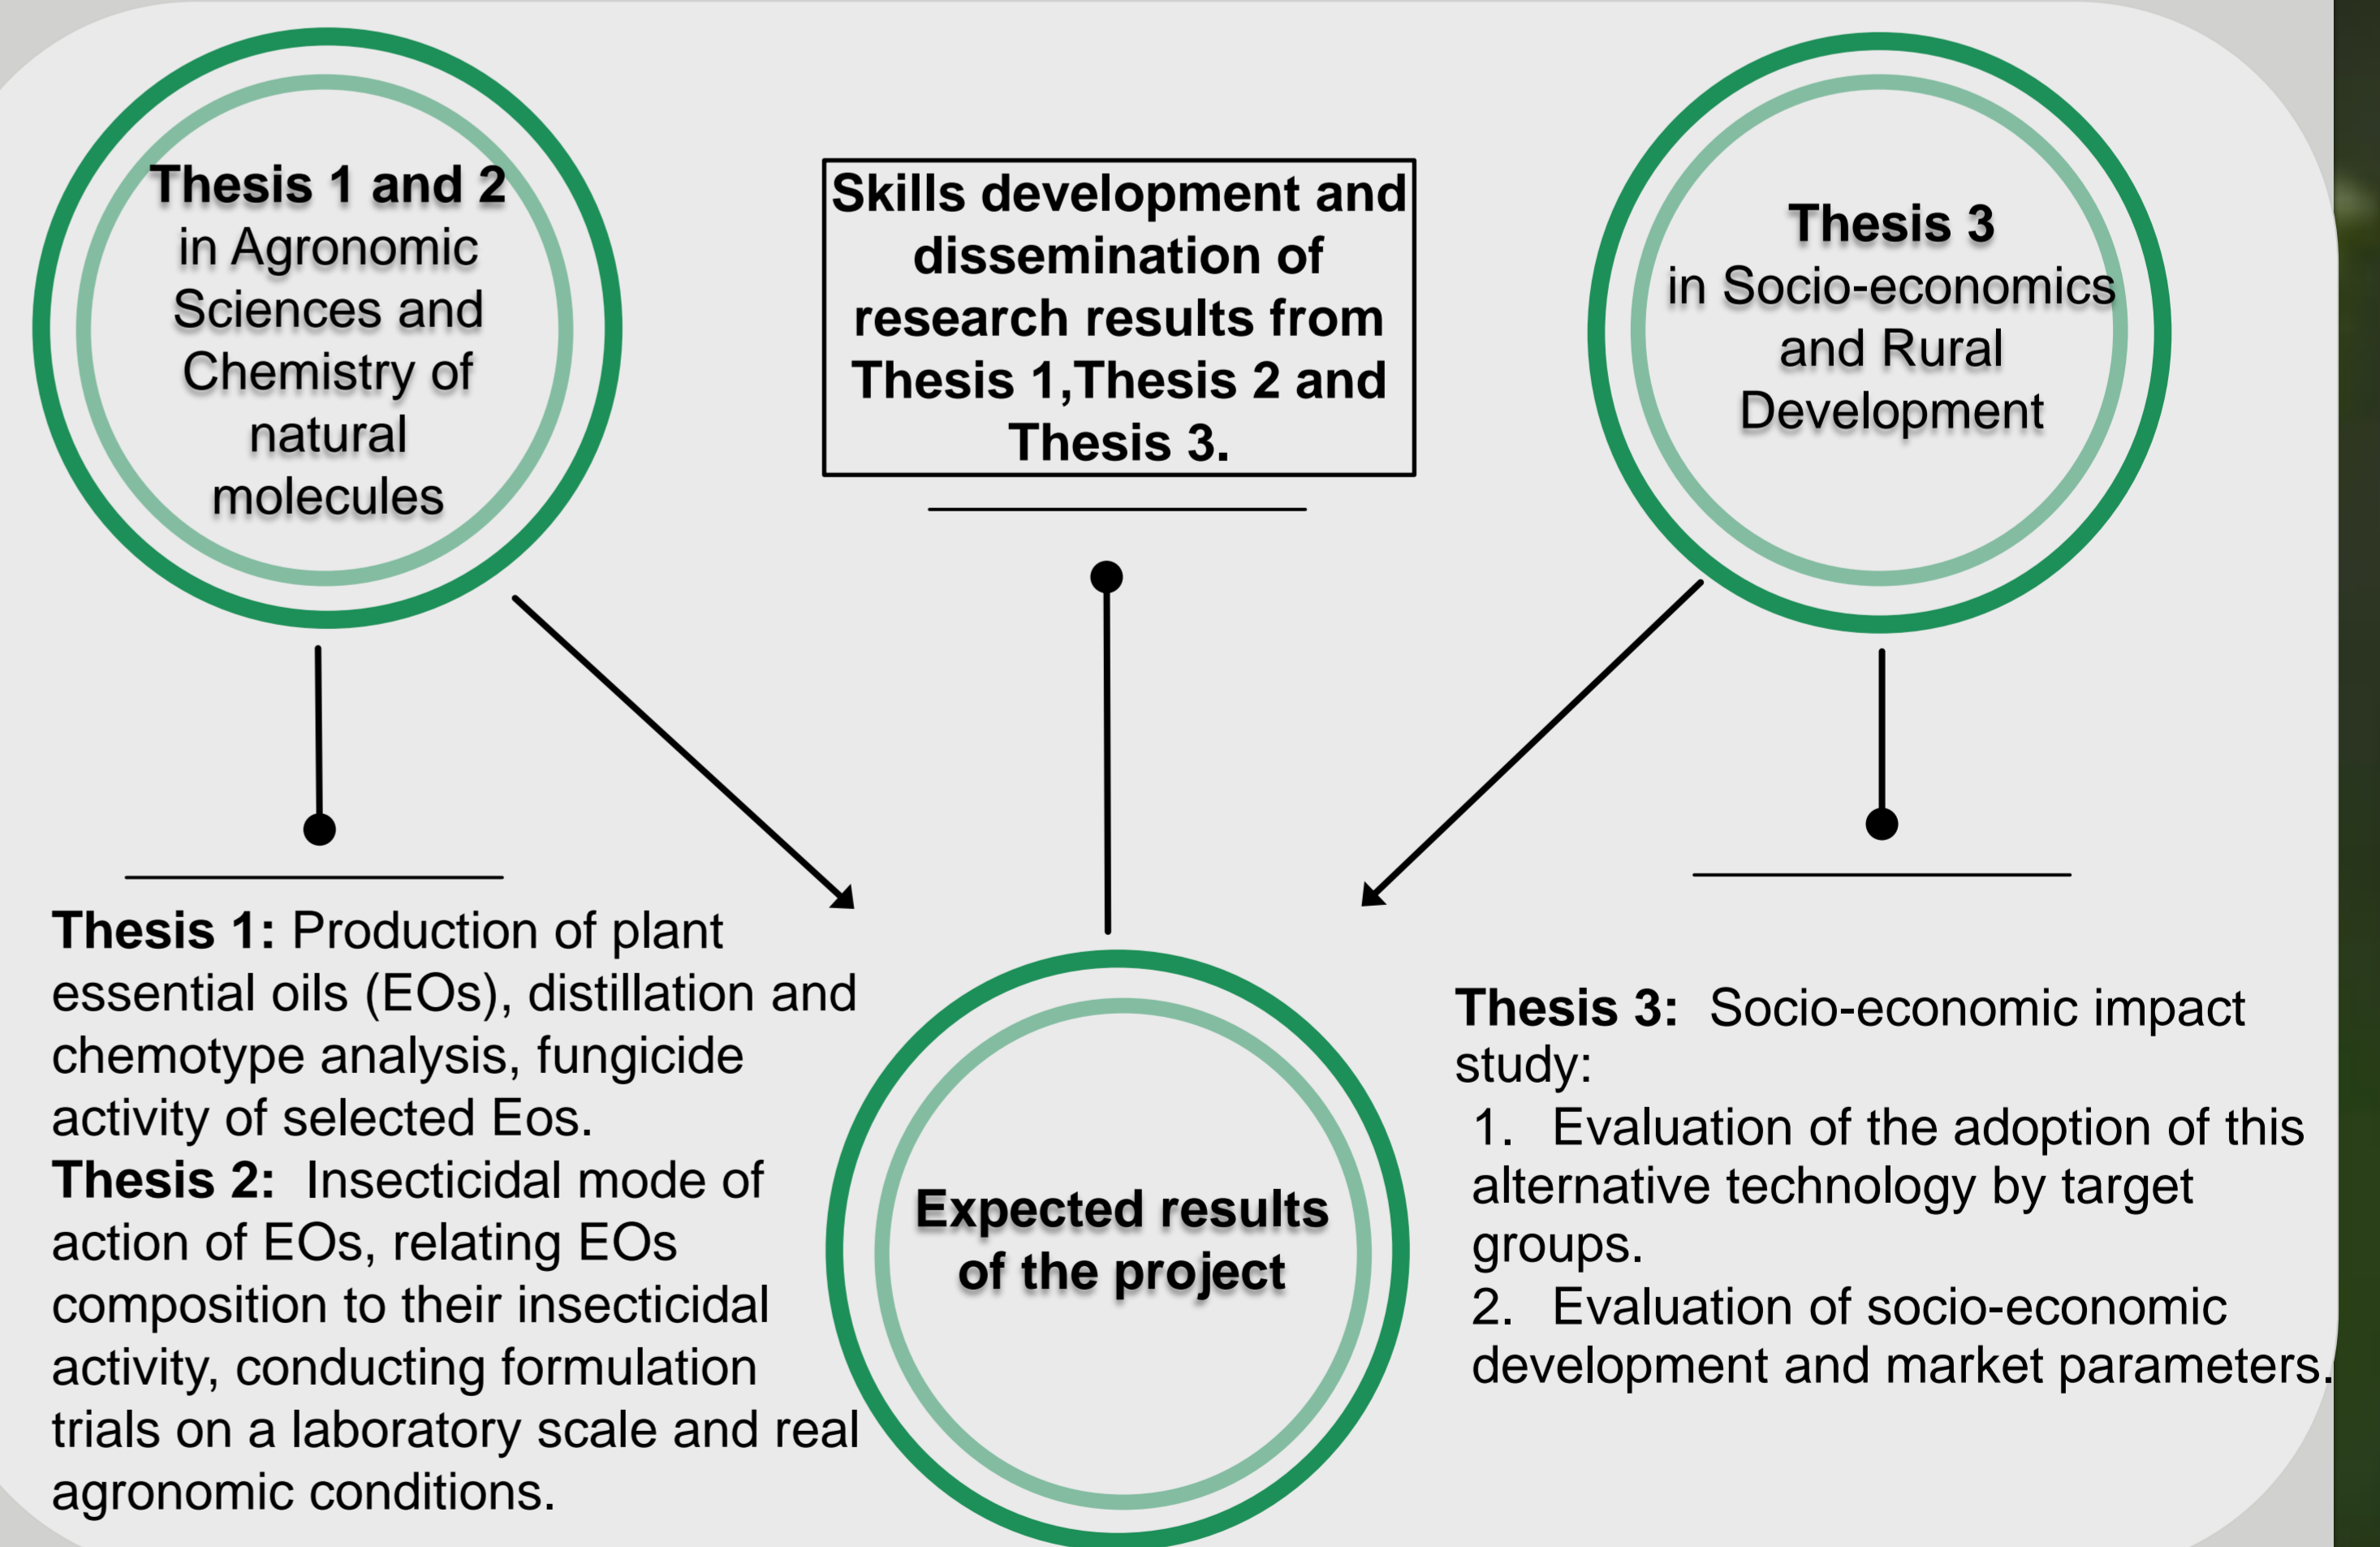 Thesis 1 and 2
in Agronomic
Sciences and
Chemistry of
natural
molecules
Skills development and
dissemination of
research results from
Thesis 1,Thesis 2 and
Thesis 3.
Thesis 3
in Socio-economics
and Rural
Development
Thesis 1: Production of plant
essential oils (EOs), distillation and
chemotype analysis, fungicide
activity of selected Eos.
Thesis 2: Insecticidal mode of
action of EOs, relating EOs
composition to their insecticidal
activity, conducting formulation
trials on a laboratory scale and real
agronomic conditions.
Expected results
of the project
Thesis 3: Socio-economic impact
study:
1. Evaluation of the adoption of this
alternative technology by target
groups.
2. Evaluation of socio-economic
development and market parameters.